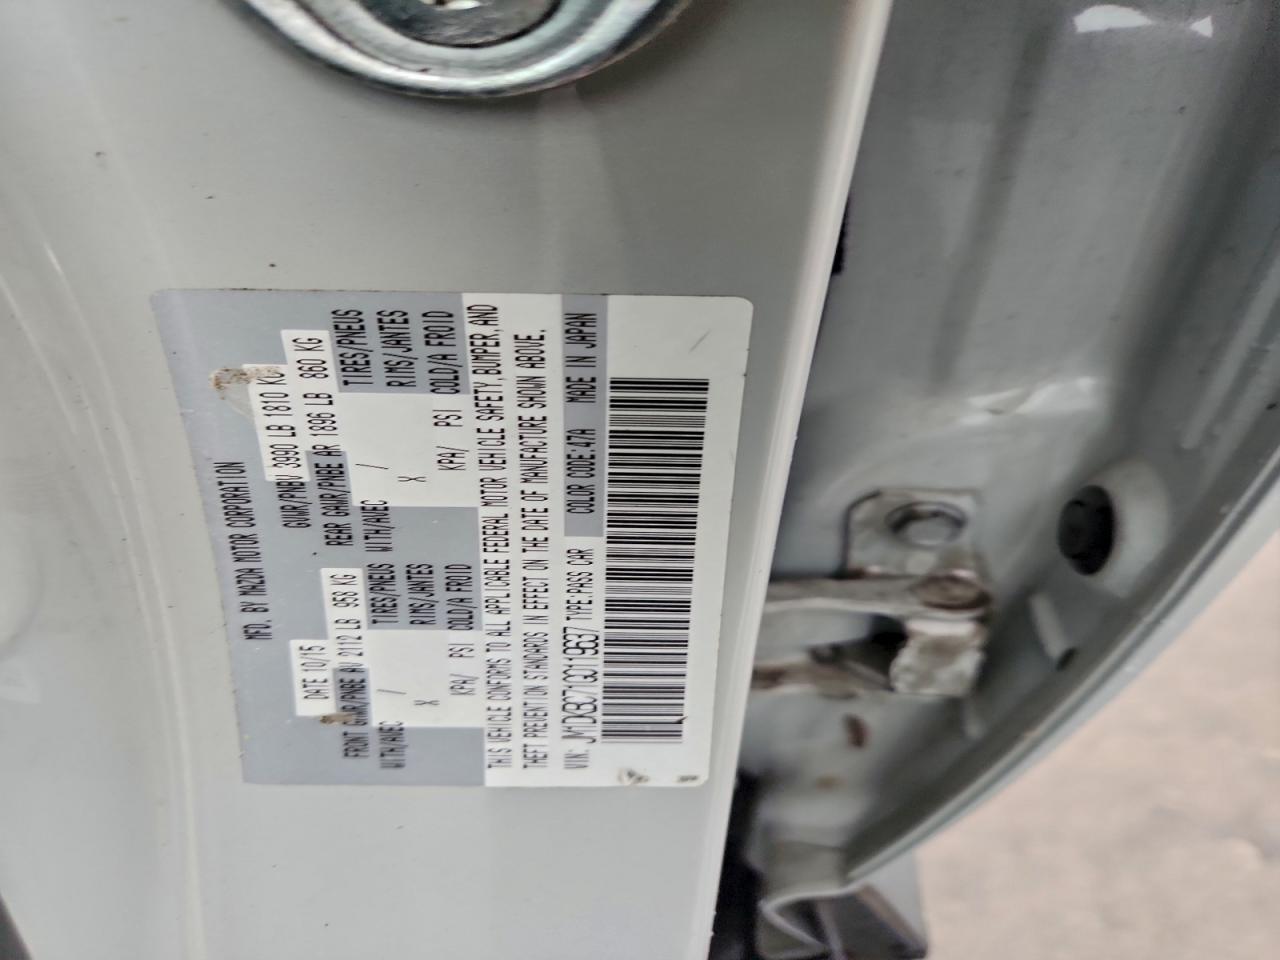 MFD. BY MAZDA MOTOR CORPORATION
DATE 10/15 GVWR/PNBV 3990 LB 1810 KG
FRONT GAWR/PNBE AV 2112 LB 958 KG REAR GAWR/PNBE AR 1896 LB 860 KG
WITH/AVEC / TIRES/PNEUS WITH/AVEC / TIRES/PNEUS
X RIMS/JANTES X RIMS/JANTES
KPA/ PSI COLD/A FROID KPA/ PSI COLD/A FROID
THIS VEHICLE CONFORMS TO ALL APPLICABLE FEDERAL MOTOR VEHICLE SAFETY, BUMPER, AND
THEFT PREVENTION STANDARDS IN EFFECT ON THE DATE OF MANUFACTURE SHOWN ABOVE.
VIN: JM1DKBC71G0119637 TYPE:PASS CAR COLOR CODE:47A MADE IN JAPAN